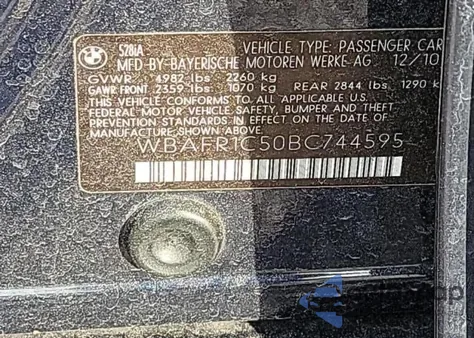 528iA VEHICLE TYPE: PASSENGER CAR
MFD BY-BAYERISCHE MOTOREN WERKE-AG 12/10
GVWR 4982 lbs 2260 kg
GAWR FRONT 2359 lbs 1070 kg REAR 2844 lbs 1290 k
THIS VEHICLE CONFORMS TO ALL APPLICABLE U.S.
FEDERAL MOTOR VEHICLE SAFETY, BUMPER AND THEFT
PREVENTION STANDARDS IN EFFECT ON THE DATE OF
MANUFACTURE SHOWN ABOVE.
WBAFR1C50BC744595